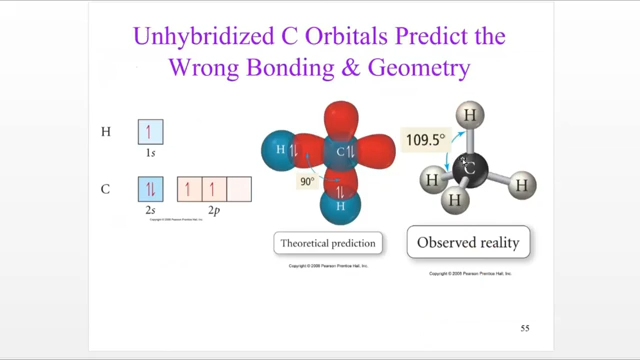 Unhybridized C Orbitals Predict the
Wrong Bonding & Geometry
H
1s
C
2s
2p
Copyright © 2008 Pearson Prentice Hall, Inc.
H
C
90°
H
Theoretical prediction
Copyright © 2008 Pearson Prentice Hall, Inc.
109.5°
H
C
H
H
H
Observed reality
Copyright © 2008 Pearson Prentice Hall, Inc.
55